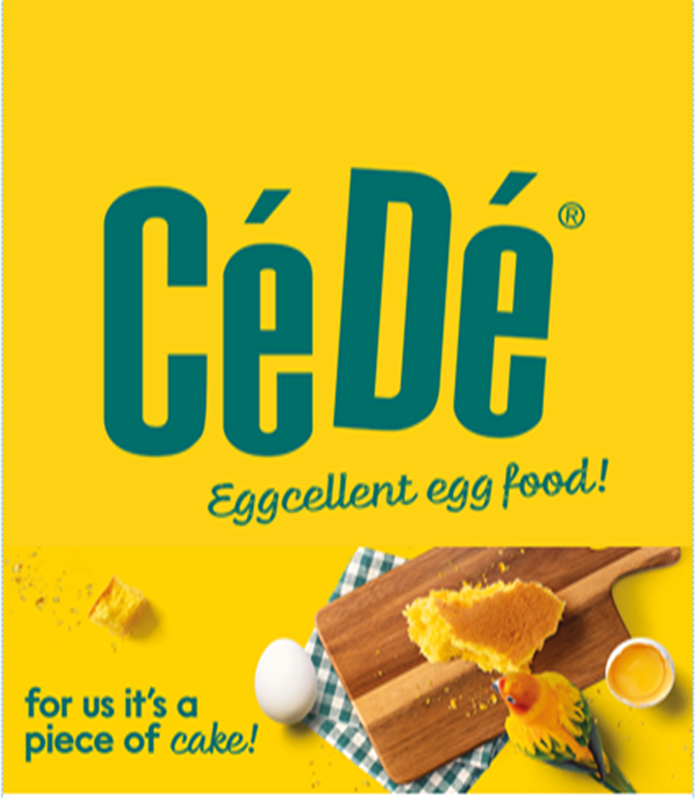 CéDé®
Eggcellent egg food!
for us it's a
piece of cake!